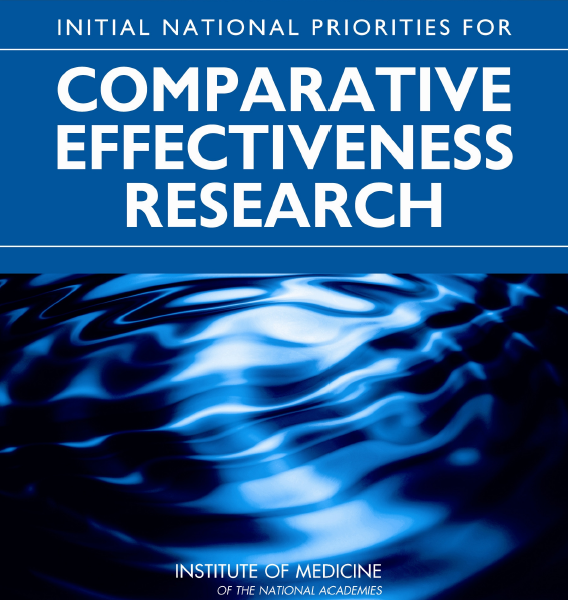 INITIAL NATIONAL PRIORITIES FOR
COMPARATIVE
EFFECTIVENESS
RESEARCH
INSTITUTE OF MEDICINE
OF THE NATIONAL ACADEMIES